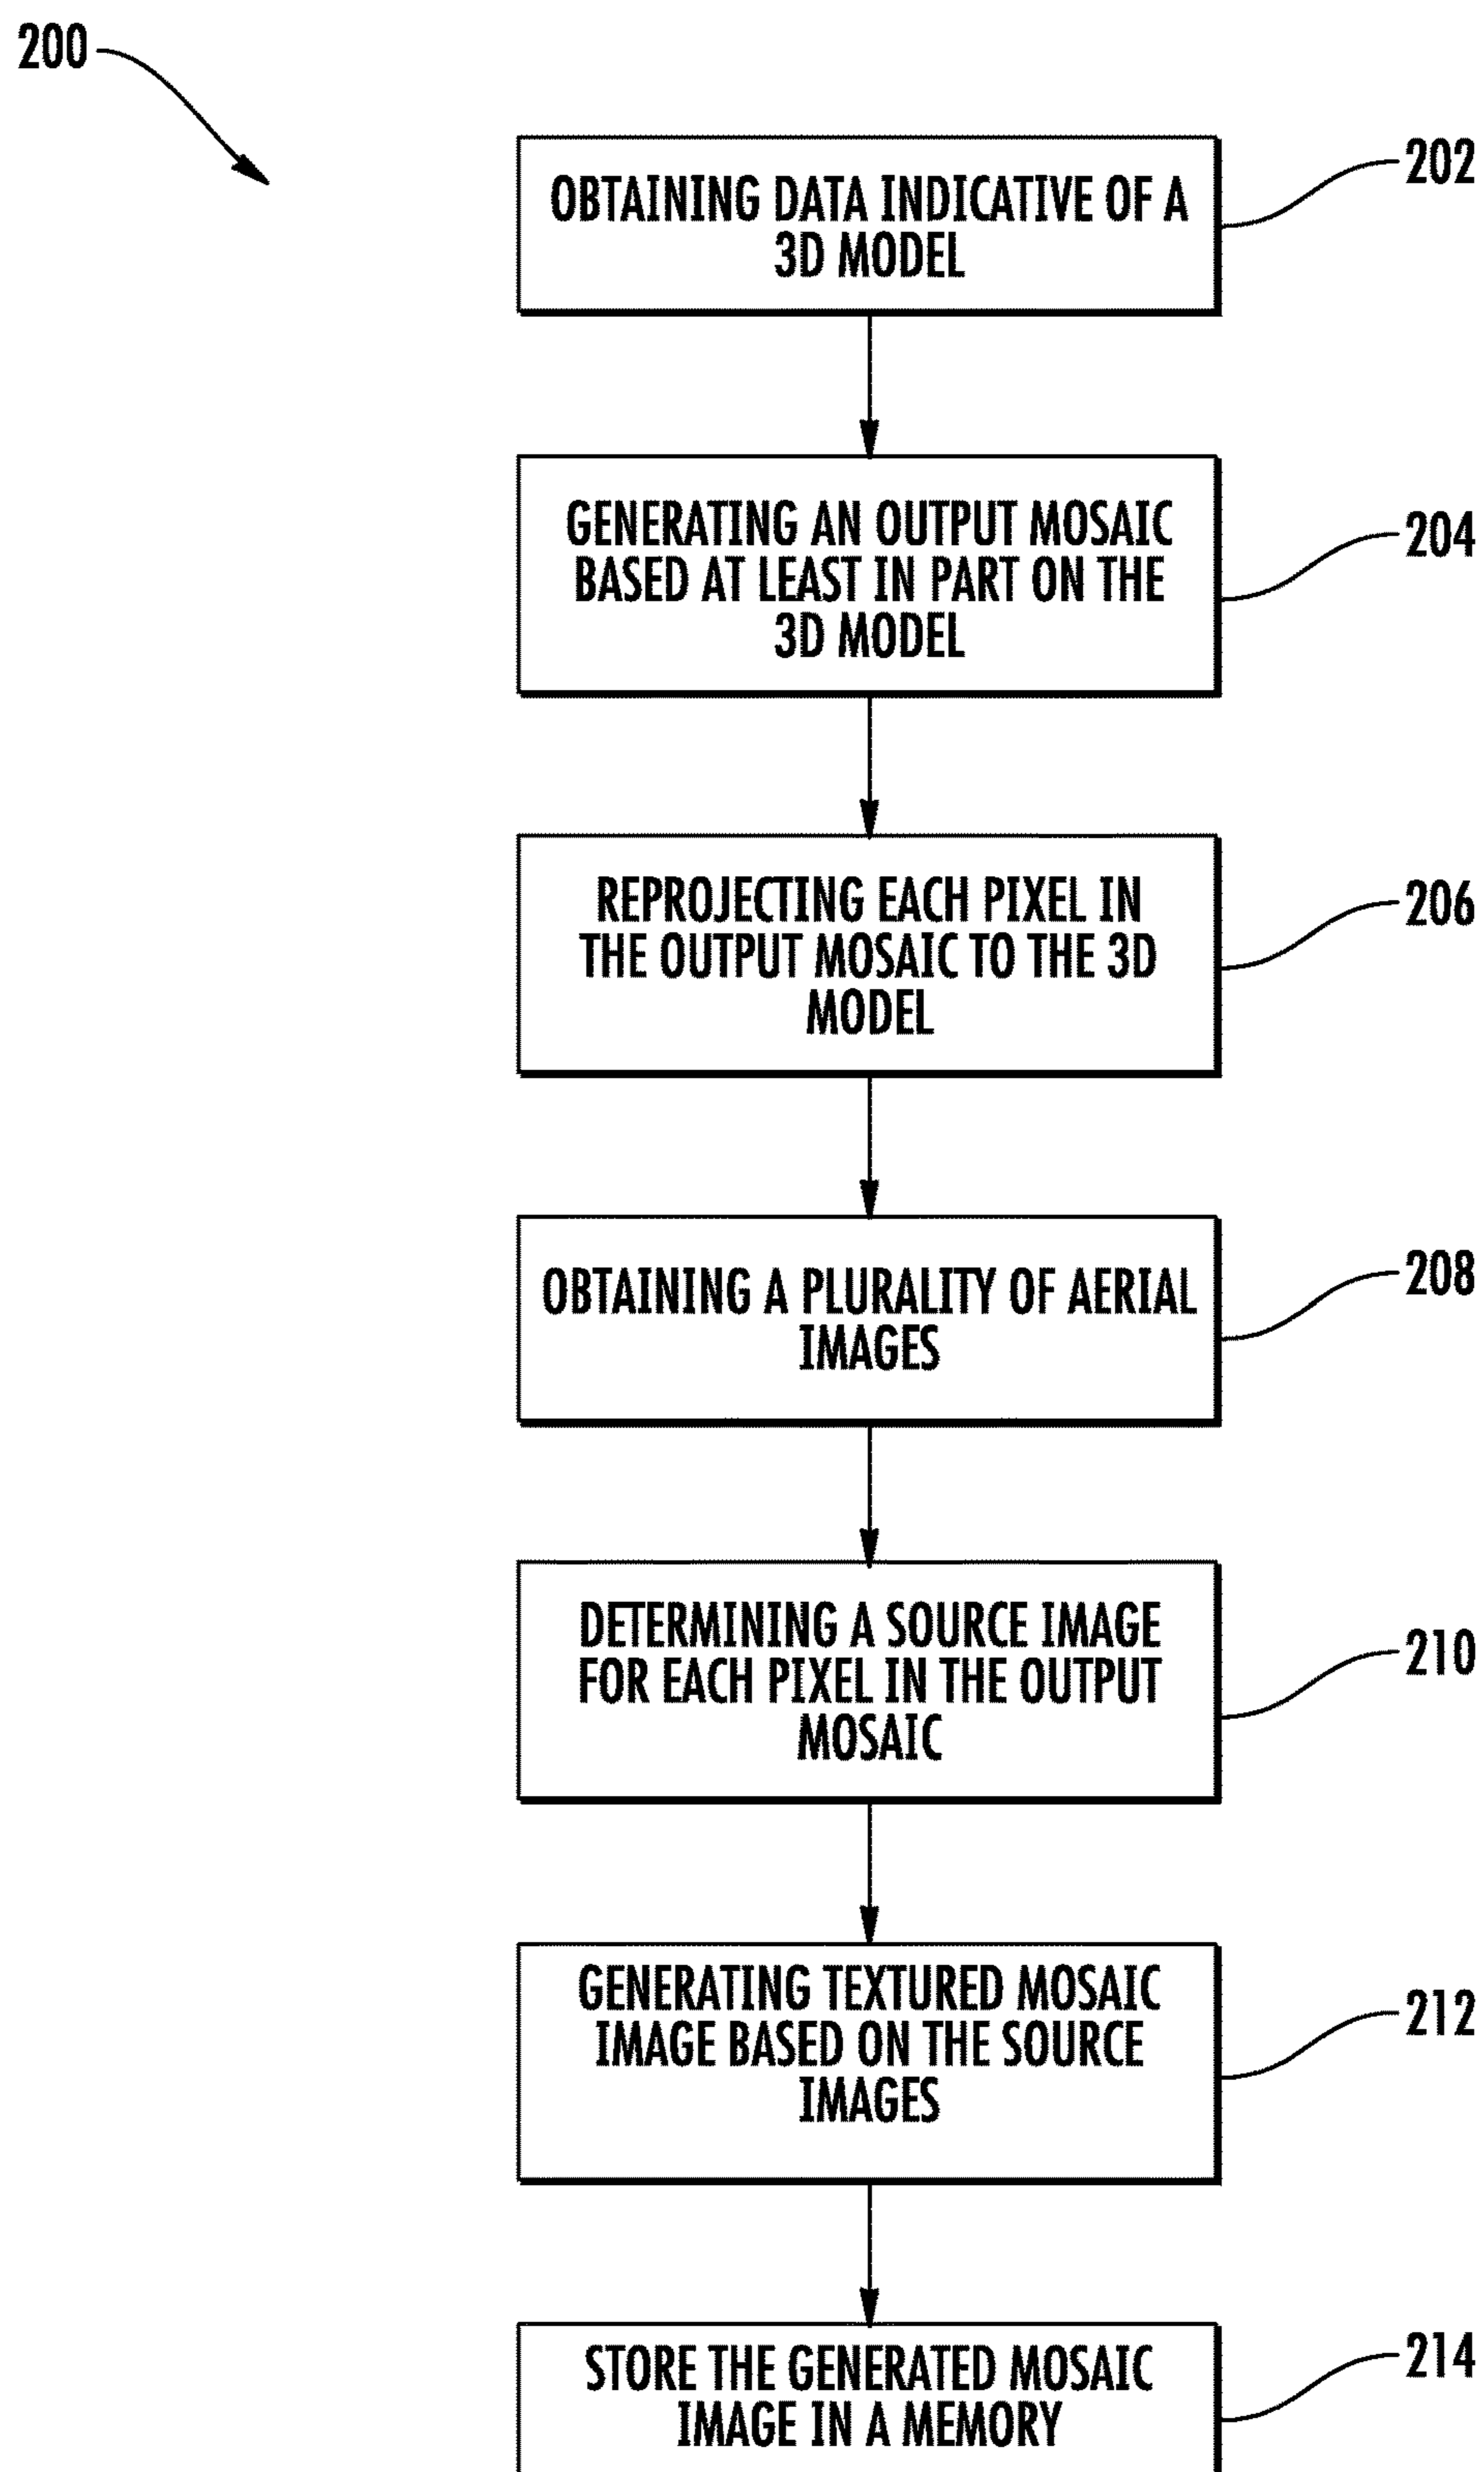 200
202
OBTAINING DATA INDICATIVE OF A
3D MODEL
204
GENERATING AN OUTPUT MOSAIC
BASED AT LEAST IN PART ON THE
3D MODEL
206
REPROJECTING EACH PIXEL IN
THE OUTPUT MOSAIC TO THE 3D
MODEL
208
OBTAINING A PLURALITY OF AERIAL
IMAGES
210
DETERMINING A SOURCE IMAGE
FOR EACH PIXEL IN THE OUTPUT
MOSAIC
212
GENERATING TEXTURED MOSAIC
IMAGE BASED ON THE SOURCE
IMAGES
214
STORE THE GENERATED MOSAIC
IMAGE IN A MEMORY